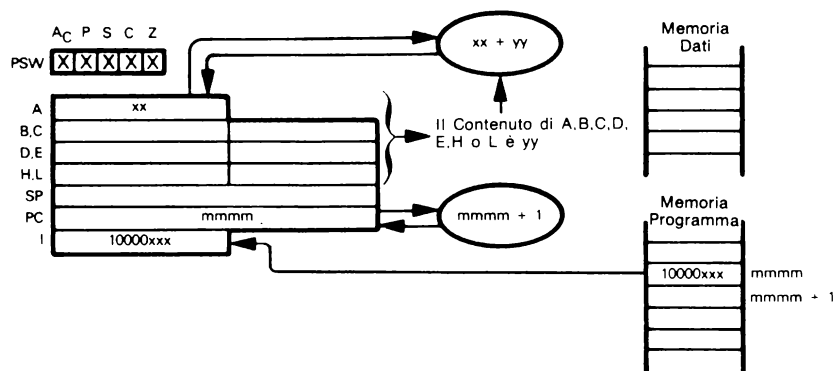 AC P S C Z
PSW X X X X X
xx + yy
Memoria
Dati
A xx
B,C
D,E
H,L
SP
PC mmmm
I 10000xxx
Il Contenuto di A,B,C,D,
E,H o L è yy
mmmm + 1
Memoria
Programma
10000xxx mmmm
mmmm + 1